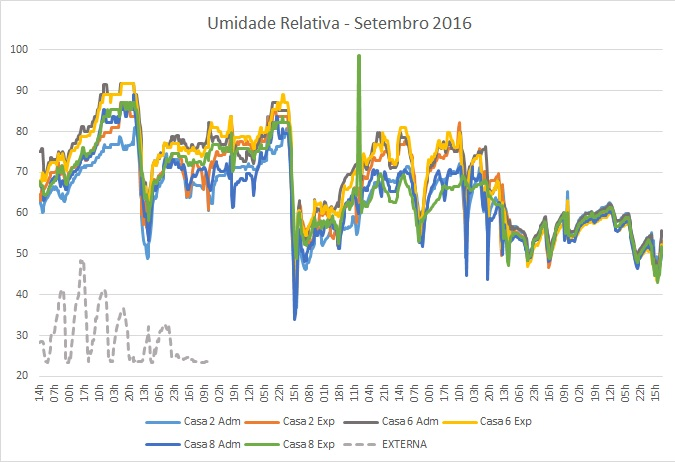 Umidade Relativa - Setembro 2016
100
90
80
70
60
50
40
30
20
14h 07h 00h 17h 10h 03h 20h 13h 06h 23h 16h 09h 02h 19h 12h 05h 22h 15h 08h 01h 18h 11h 04h 21h 14h 07h 00h 17h 10h 03h 20h 13h 06h 23h 16h 09h 02h 19h 12h 05h 22h 15h
Casa 2 Adm Casa 2 Exp Casa 6 Adm Casa 6 Exp
Casa 8 Adm Casa 8 Exp EXTERNA